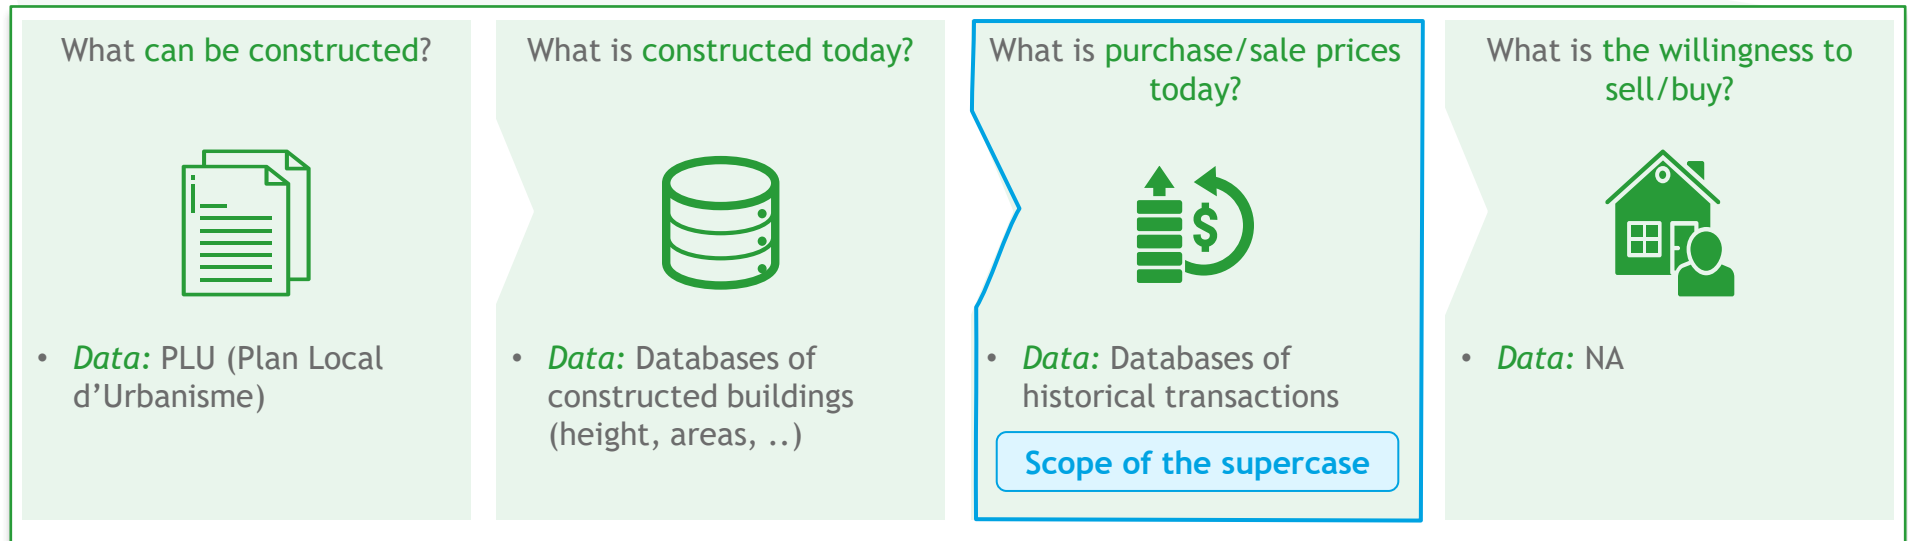 What can be constructed?
• Data: PLU (Plan Local
d’Urbanisme)
What is constructed today?
• Data: Databases of
constructed buildings
(height, areas, ..)
What is purchase/sale prices
today?
$
• Data: Databases of
historical transactions
Scope of the supercase
What is the willingness to
sell/buy?
• Data: NA